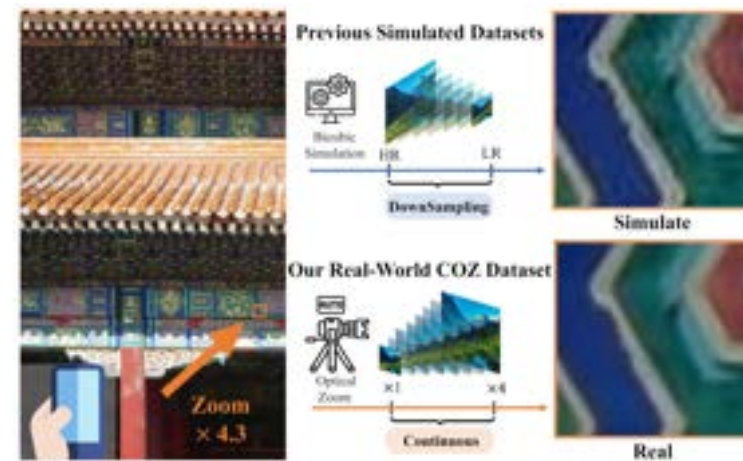 Previous Simulated Datasets
Bicubic
Simulation
HR
LR
DownSampling
Simulate
Our Real-World COZ Dataset
AUTO
Optical
Zoom
×1
×4
Continuous
Real
Zoom
× 4.3